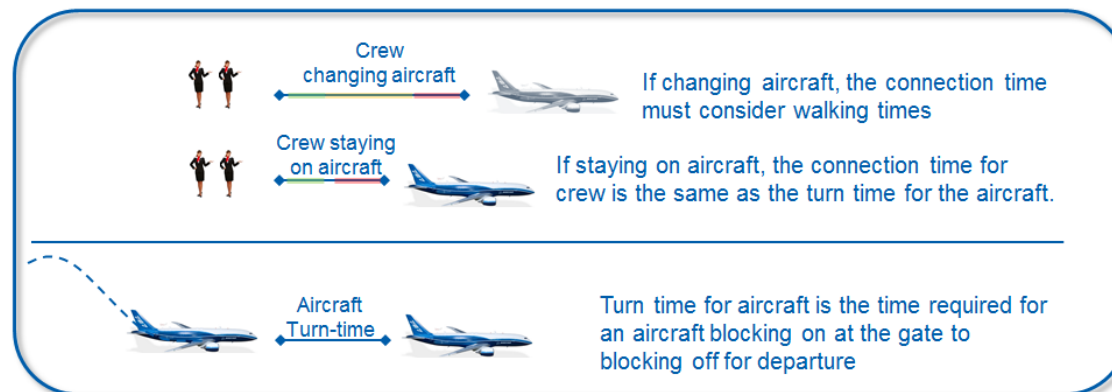 Crew
changing aircraft
If changing aircraft, the connection time
must consider walking times
Crew staying
on aircraft
If staying on aircraft, the connection time for
crew is the same as the turn time for the aircraft.
Aircraft
Turn-time
Turn time for aircraft is the time required for
an aircraft blocking on at the gate to
blocking off for departure